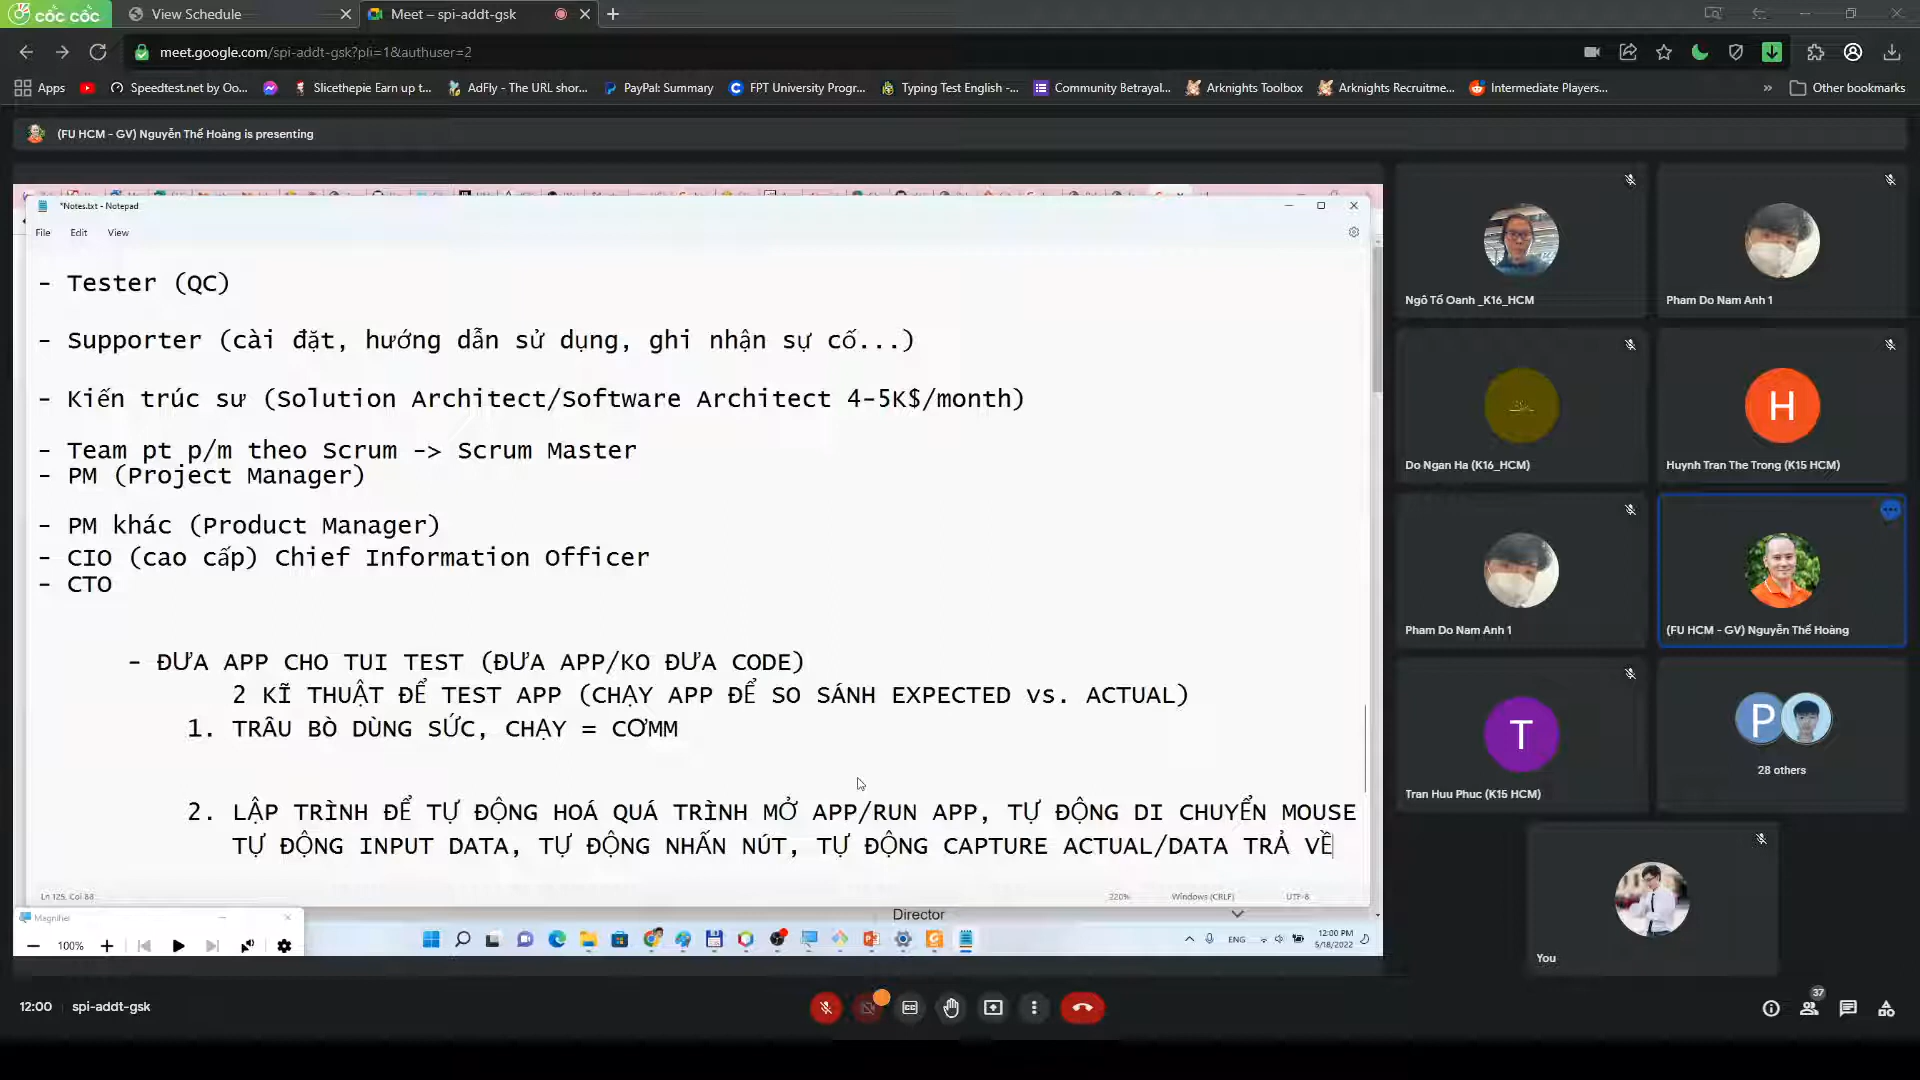 cốc cốc
View Schedule
Meet – spi-addt-gsk
meet.google.com/spi-addt-gsk?pli=1&authuser=2
Apps
Speedtest.net by Oo...
Slicethepie Earn up t...
AdFly - The URL shor...
PayPal: Summary
FPT University Progr...
Typing Test English -...
Community Betrayal...
Arknights Toolbox
Arknights Recruitme...
Intermediate Players...
»
Other bookmarks
(FU HCM - GV) Nguyễn Thế Hoàng is presenting
*Notes.txt - Notepad
File Edit View
- Tester (QC)
- Supporter (cài đặt, hướng dẫn sử dụng, ghi nhận sự cố...)
- Kiến trúc sư (Solution Architect/Software Architect 4-5K$/month)
- Team pt p/m theo Scrum -> Scrum Master
- PM (Project Manager)
- PM khác (Product Manager)
- CIO (cao cấp) Chief Information Officer
- CTO
- ĐƯA APP CHO TUI TEST (ĐƯA APP/KO ĐƯA CODE)
2 KĨ THUẬT ĐỂ TEST APP (CHẠY APP ĐỂ SO SÁNH EXPECTED vs. ACTUAL)
1. TRÂU BÒ DÙNG SỨC, CHẠY = CƠMM
2. LẬP TRÌNH ĐỂ TỰ ĐỘNG HOÁ QUÁ TRÌNH MỞ APP/RUN APP, TỰ ĐỘNG DI CHUYỂN MOUSE
TỰ ĐỘNG INPUT DATA, TỰ ĐỘNG NHẤN NÚT, TỰ ĐỘNG CAPTURE ACTUAL/DATA TRẢ VỀ
Ln 125, Col 88
220%
Windows (CRLF)
UTF-8
Magnifier
100%
Director
ENG
12:00 PM
5/18/2022
Ngô Tố Oanh _K16_HCM
Pham Do Nam Anh 1
Do Ngan Ha (K16_HCM)
H
Huynh Tran The Trong (K15 HCM)
Pham Do Nam Anh 1
(FU HCM - GV) Nguyễn Thế Hoàng
T
Tran Huu Phuc (K15 HCM)
P
28 others
You
12:00
spi-addt-gsk
37